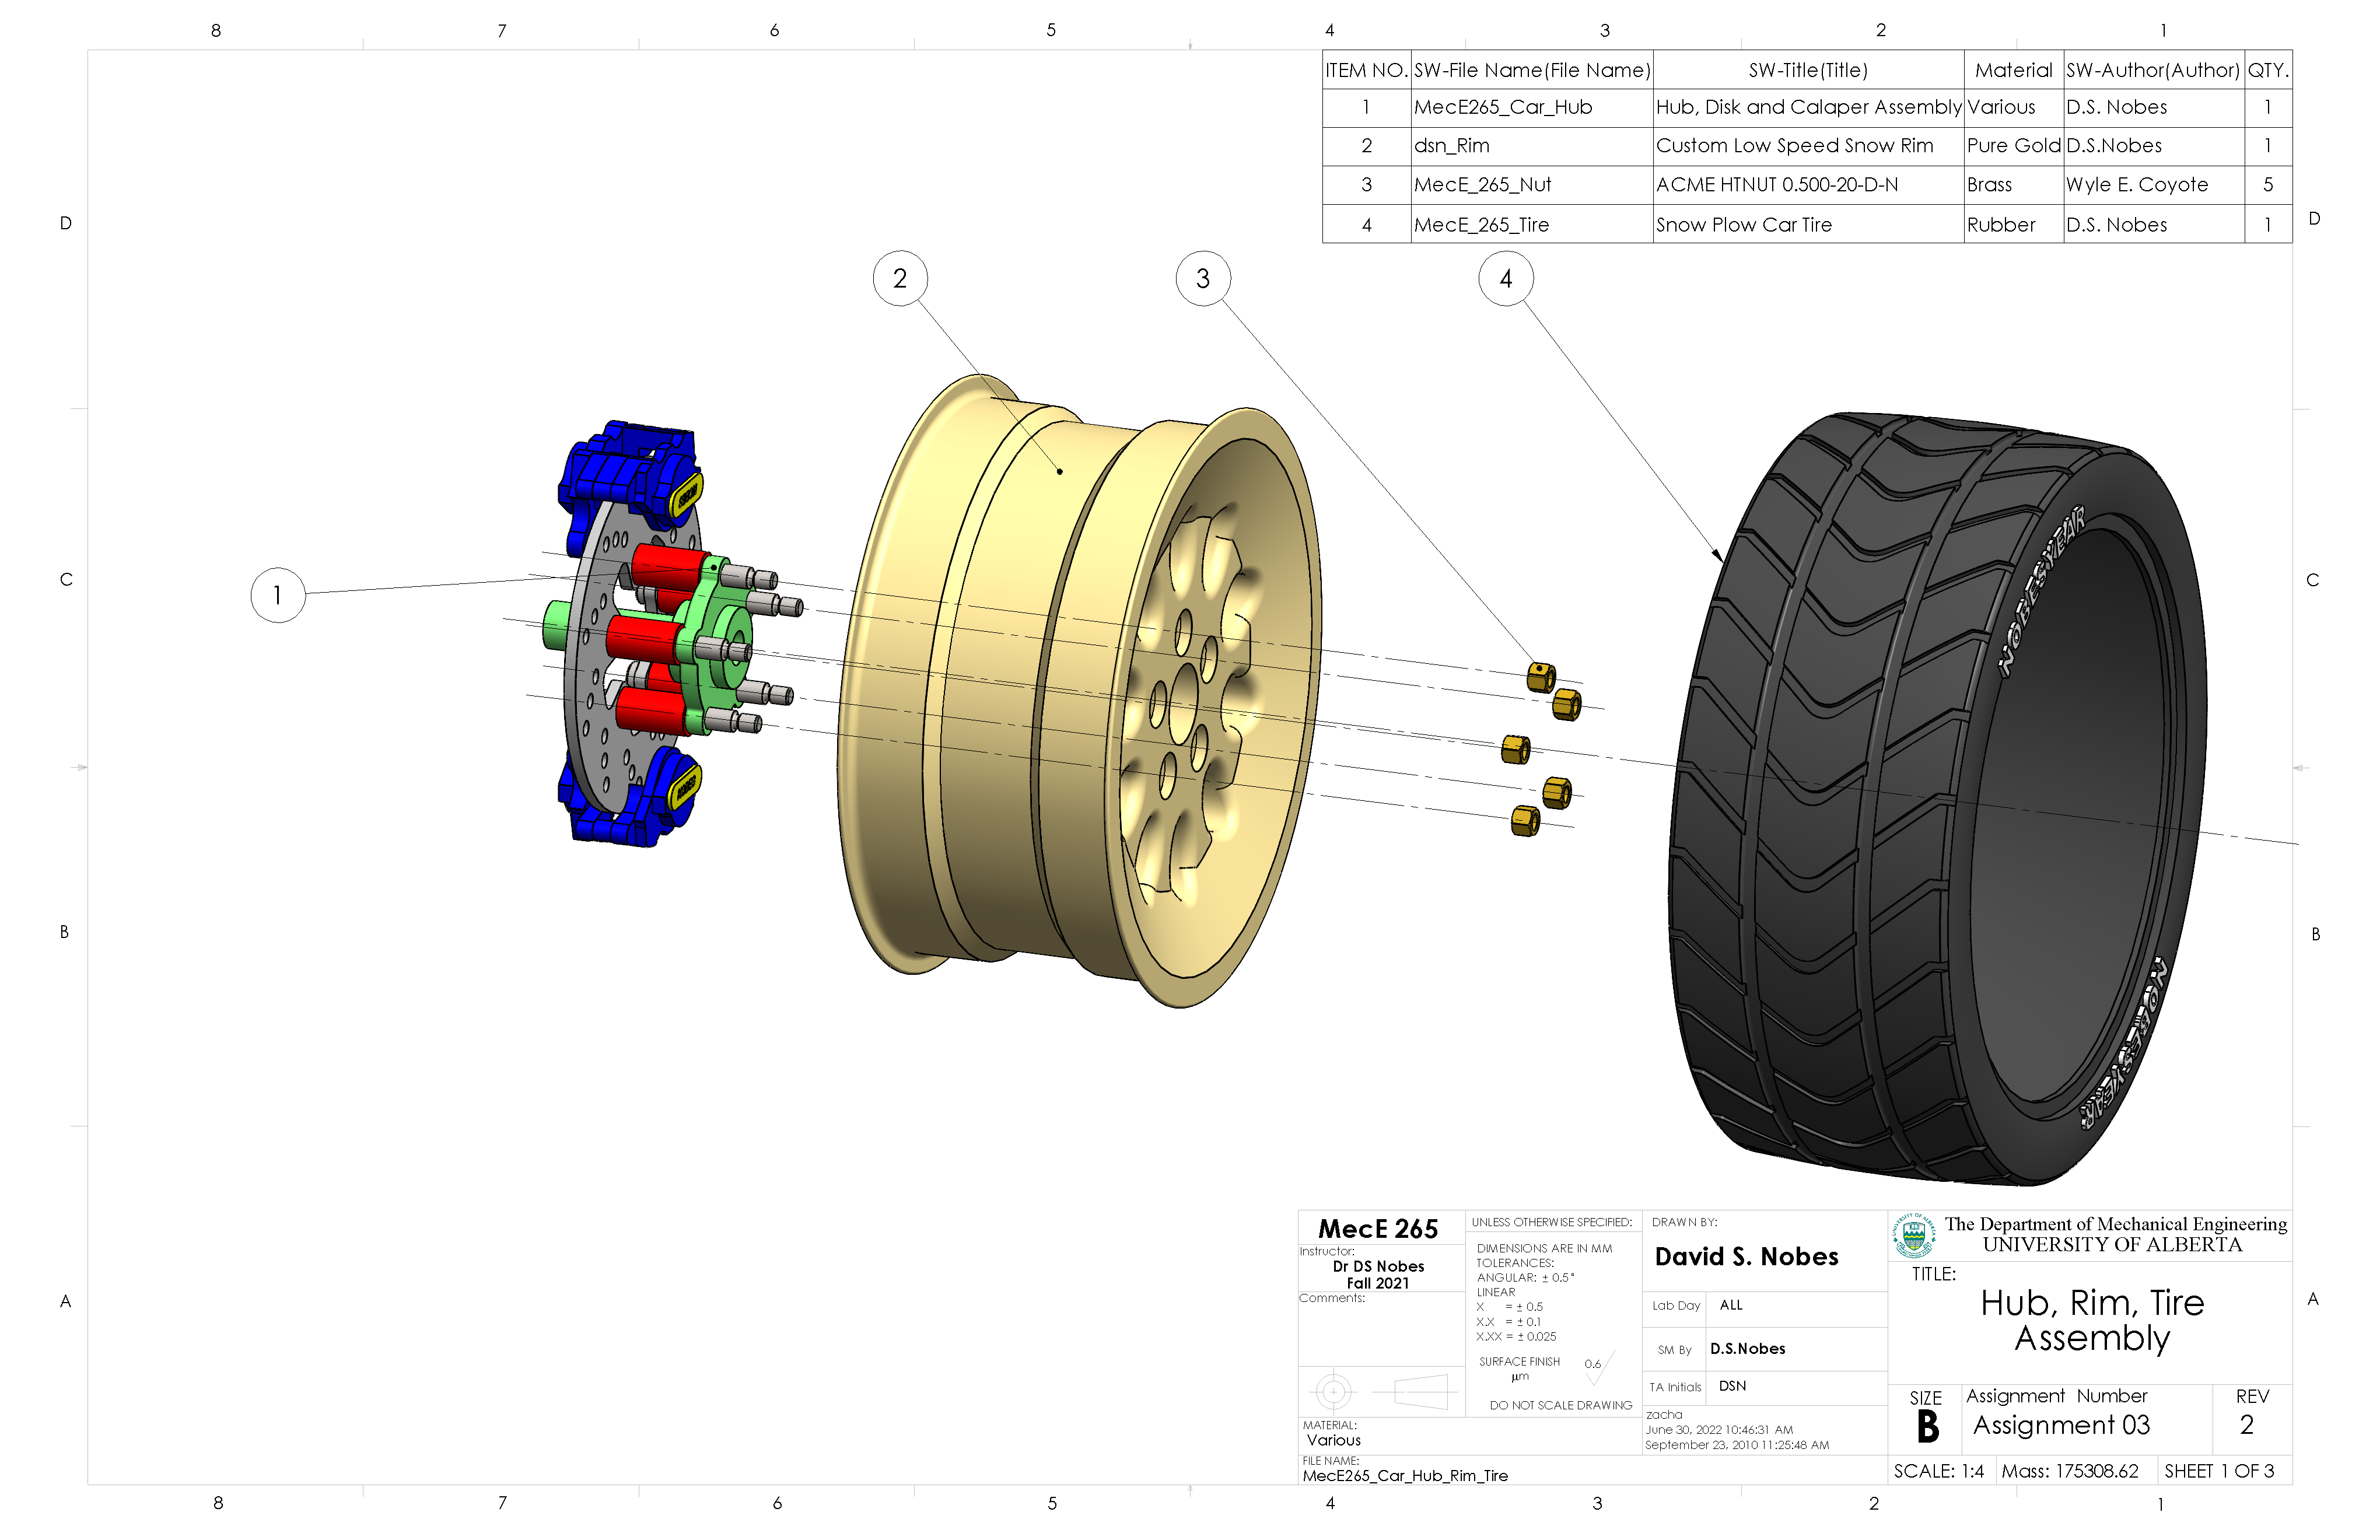 8 7 6 5 4 3 2 1
ITEM NO. SW-File Name(File Name) SW-Title(Title) Material SW-Author(Author) QTY.
1 MecE265_Car_Hub Hub, Disk and Calaper Assembly Various D.S. Nobes 1
2 dsn_Rim Custom Low Speed Snow Rim Pure Gold D.S.Nobes 1
3 MecE_265_Nut ACME HTNUT 0.500-20-D-N Brass Wyle E. Coyote 5
4 MecE_265_Tire Snow Plow Car Tire Rubber D.S. Nobes 1
D D
2 3 4
NOBESYEAR
C C
1
NOBES
B B
NOBESYEAR
A A
MecE 265
Instructor:
Dr DS Nobes
Fall 2021
Comments:
UNLESS OTHERWISE SPECIFIED:
DIMENSIONS ARE IN MM
TOLERANCES:
ANGULAR: ± 0.5°
LINEAR
X = ± 0.5
X.X = ± 0.1
X.XX = ± 0.025
SURFACE FINISH 0.6
µm
DO NOT SCALE DRAWING
MATERIAL:
Various
FILE NAME:
MecE265_Car_Hub_Rim_Tire
DRAWN BY:
David S. Nobes
Lab Day ALL
SM By D.S.Nobes
TA Initials DSN
zacha
June 30, 2022 10:46:31 AM
September 23, 2010 11:25:48 AM
UNIVERSITY OF ALBERTA
The Department of Mechanical Engineering
UNIVERSITY OF ALBERTA
TITLE:
Hub, Rim, Tire
Assembly
SIZE
B
Assignment Number
Assignment 03
REV
2
SCALE: 1:4 Mass: 175308.62 SHEET 1 OF 3
8 7 6 5 4 3 2 1